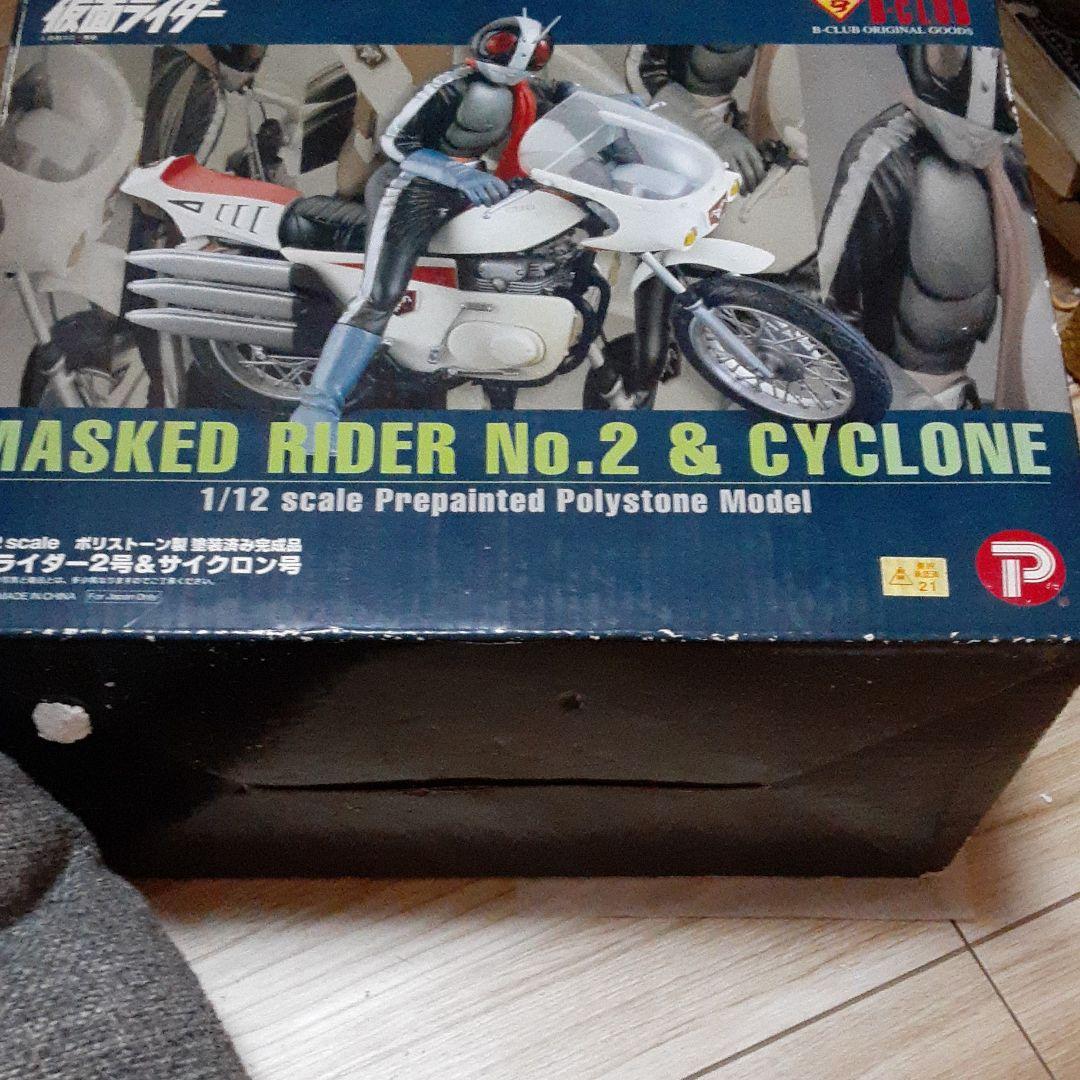 仮面ライダー
B-CLUB
B-CLUB ORIGINAL GOODS
MASKED RIDER No.2 & CYCLONE
1/12 scale Prepainted Polystone Model
scale ポリストーン製 塗装済み完成品
ライダー2号&サイクロン号
MADE IN CHINA For Japan Only
21